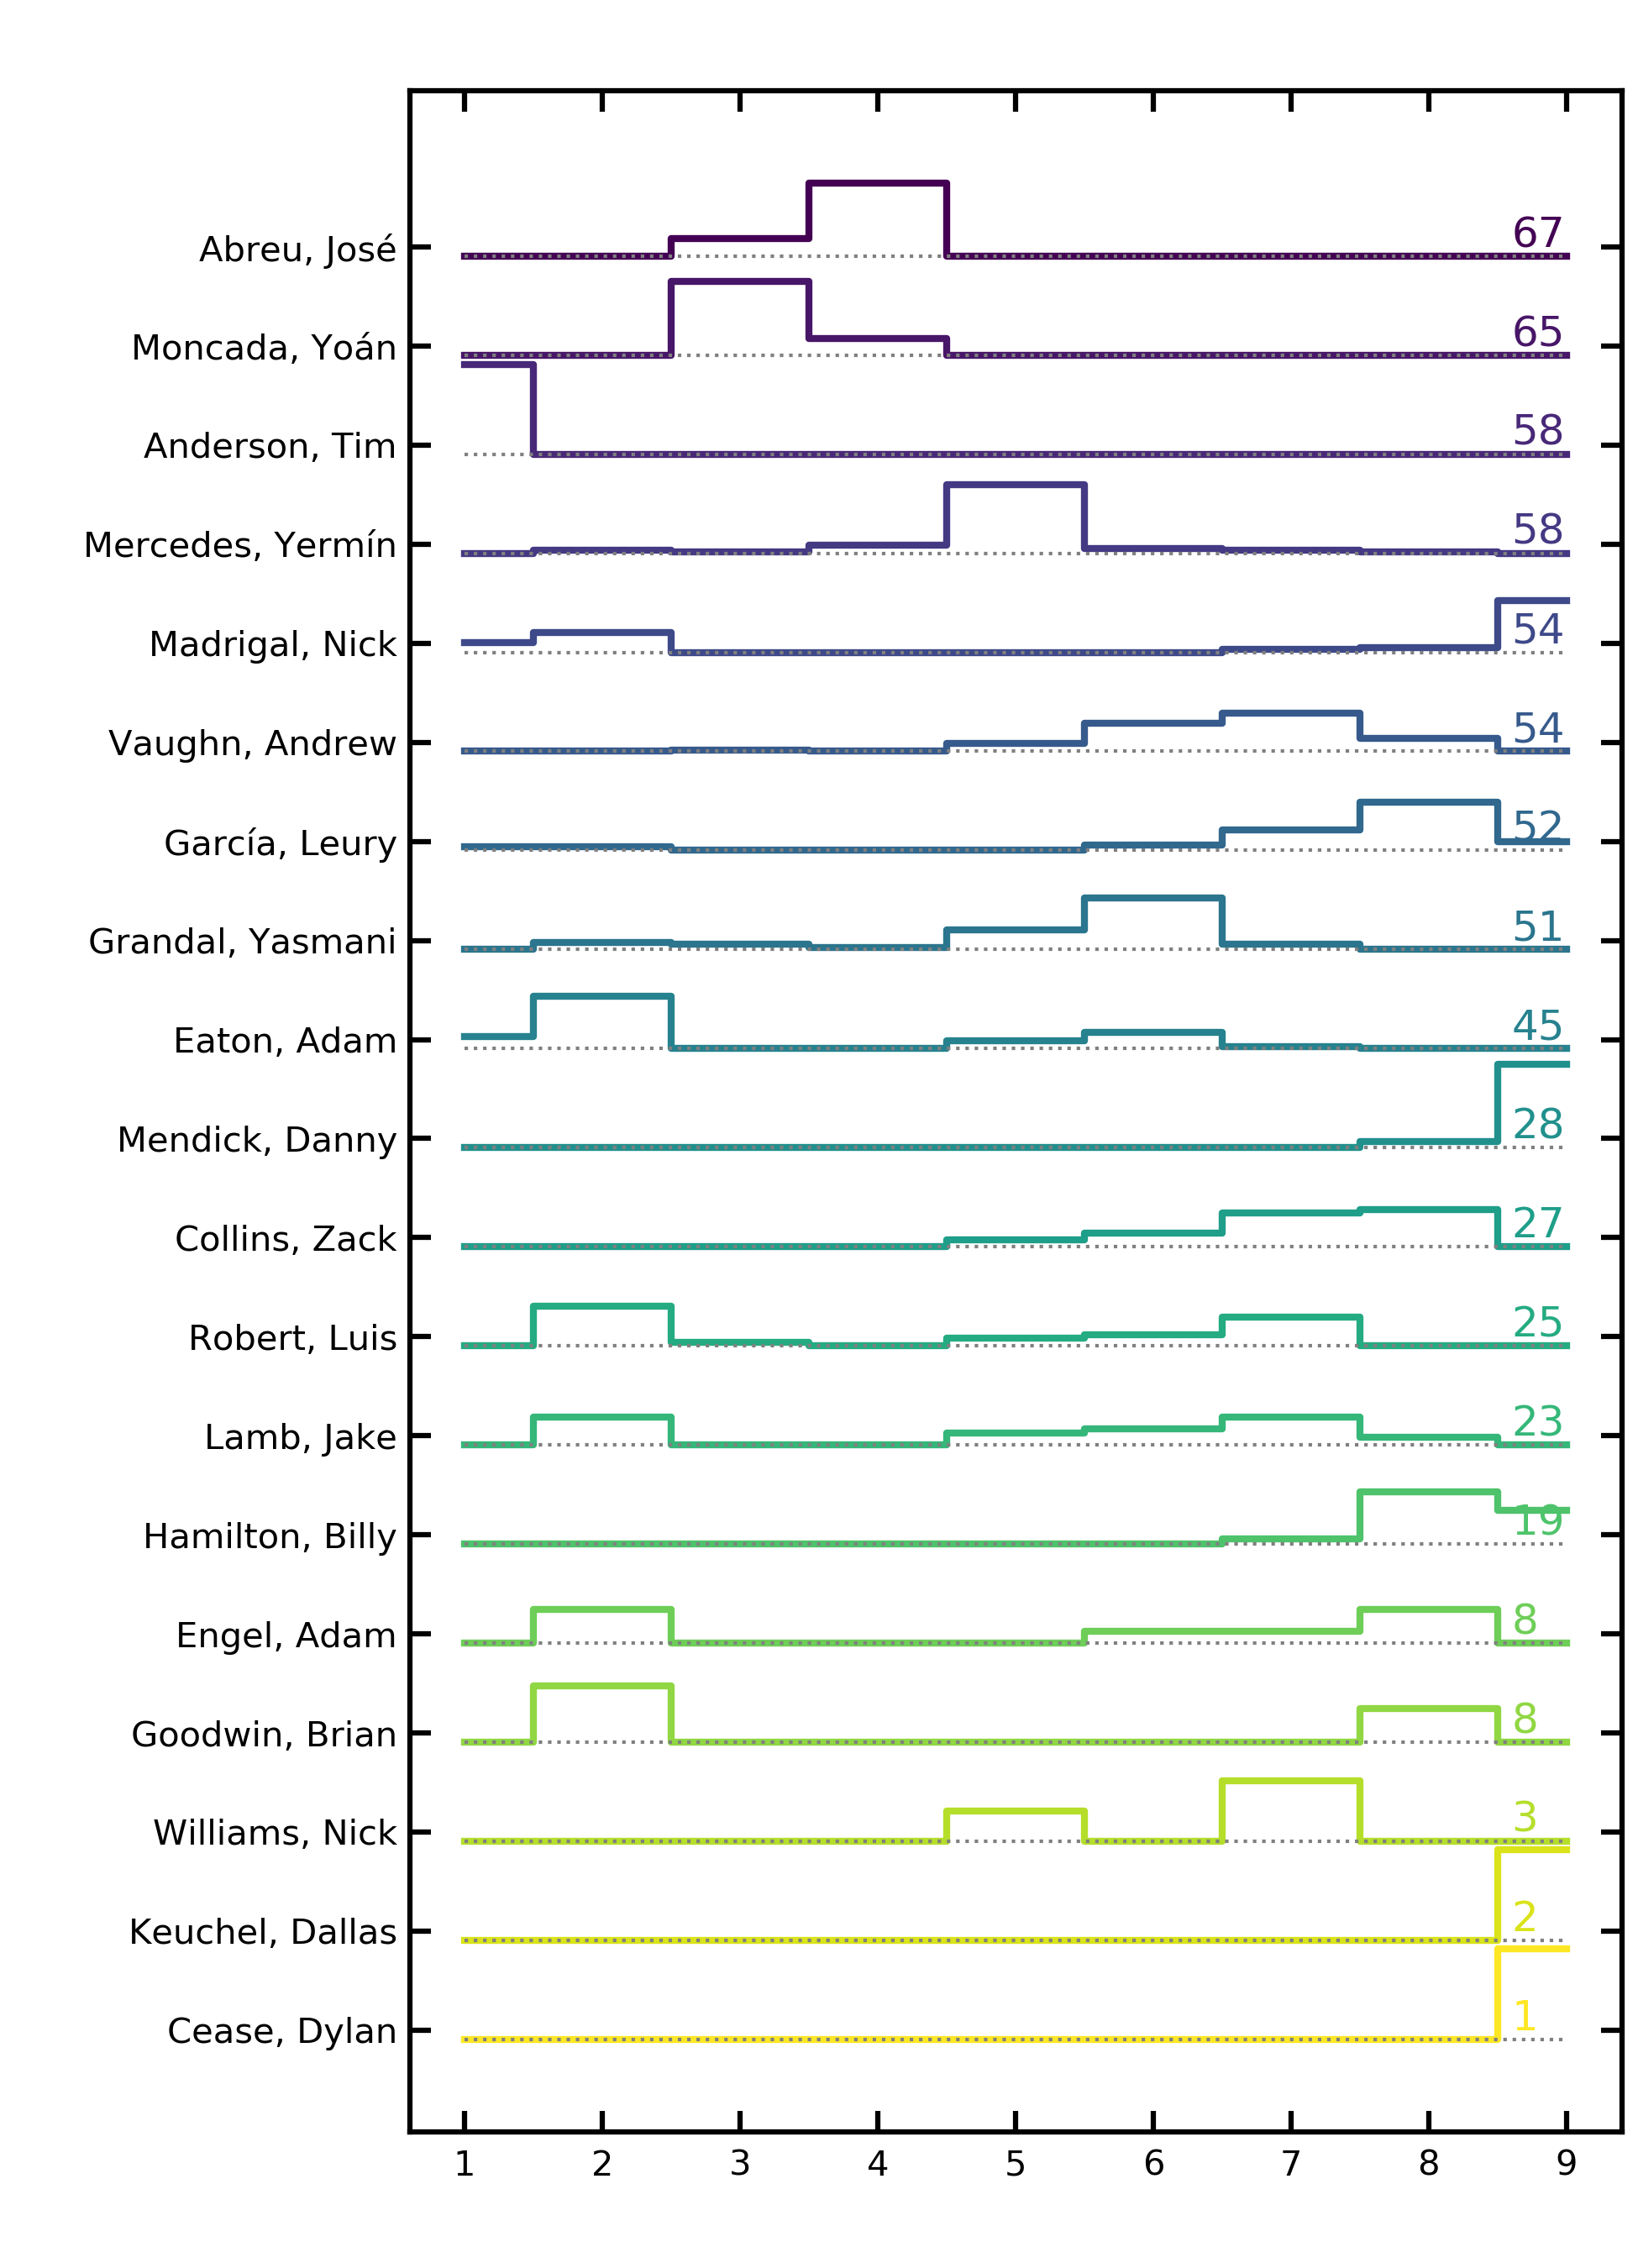 Abreu, José 67
Moncada, Yoán 65
Anderson, Tim 58
Mercedes, Yermín 58
Madrigal, Nick 54
Vaughn, Andrew 54
García, Leury 52
Grandal, Yasmani 51
Eaton, Adam 45
Mendick, Danny 28
Collins, Zack 27
Robert, Luis 25
Lamb, Jake 23
Hamilton, Billy 19
Engel, Adam 8
Goodwin, Brian 8
Williams, Nick 3
Keuchel, Dallas 2
Cease, Dylan 1
1 2 3 4 5 6 7 8 9